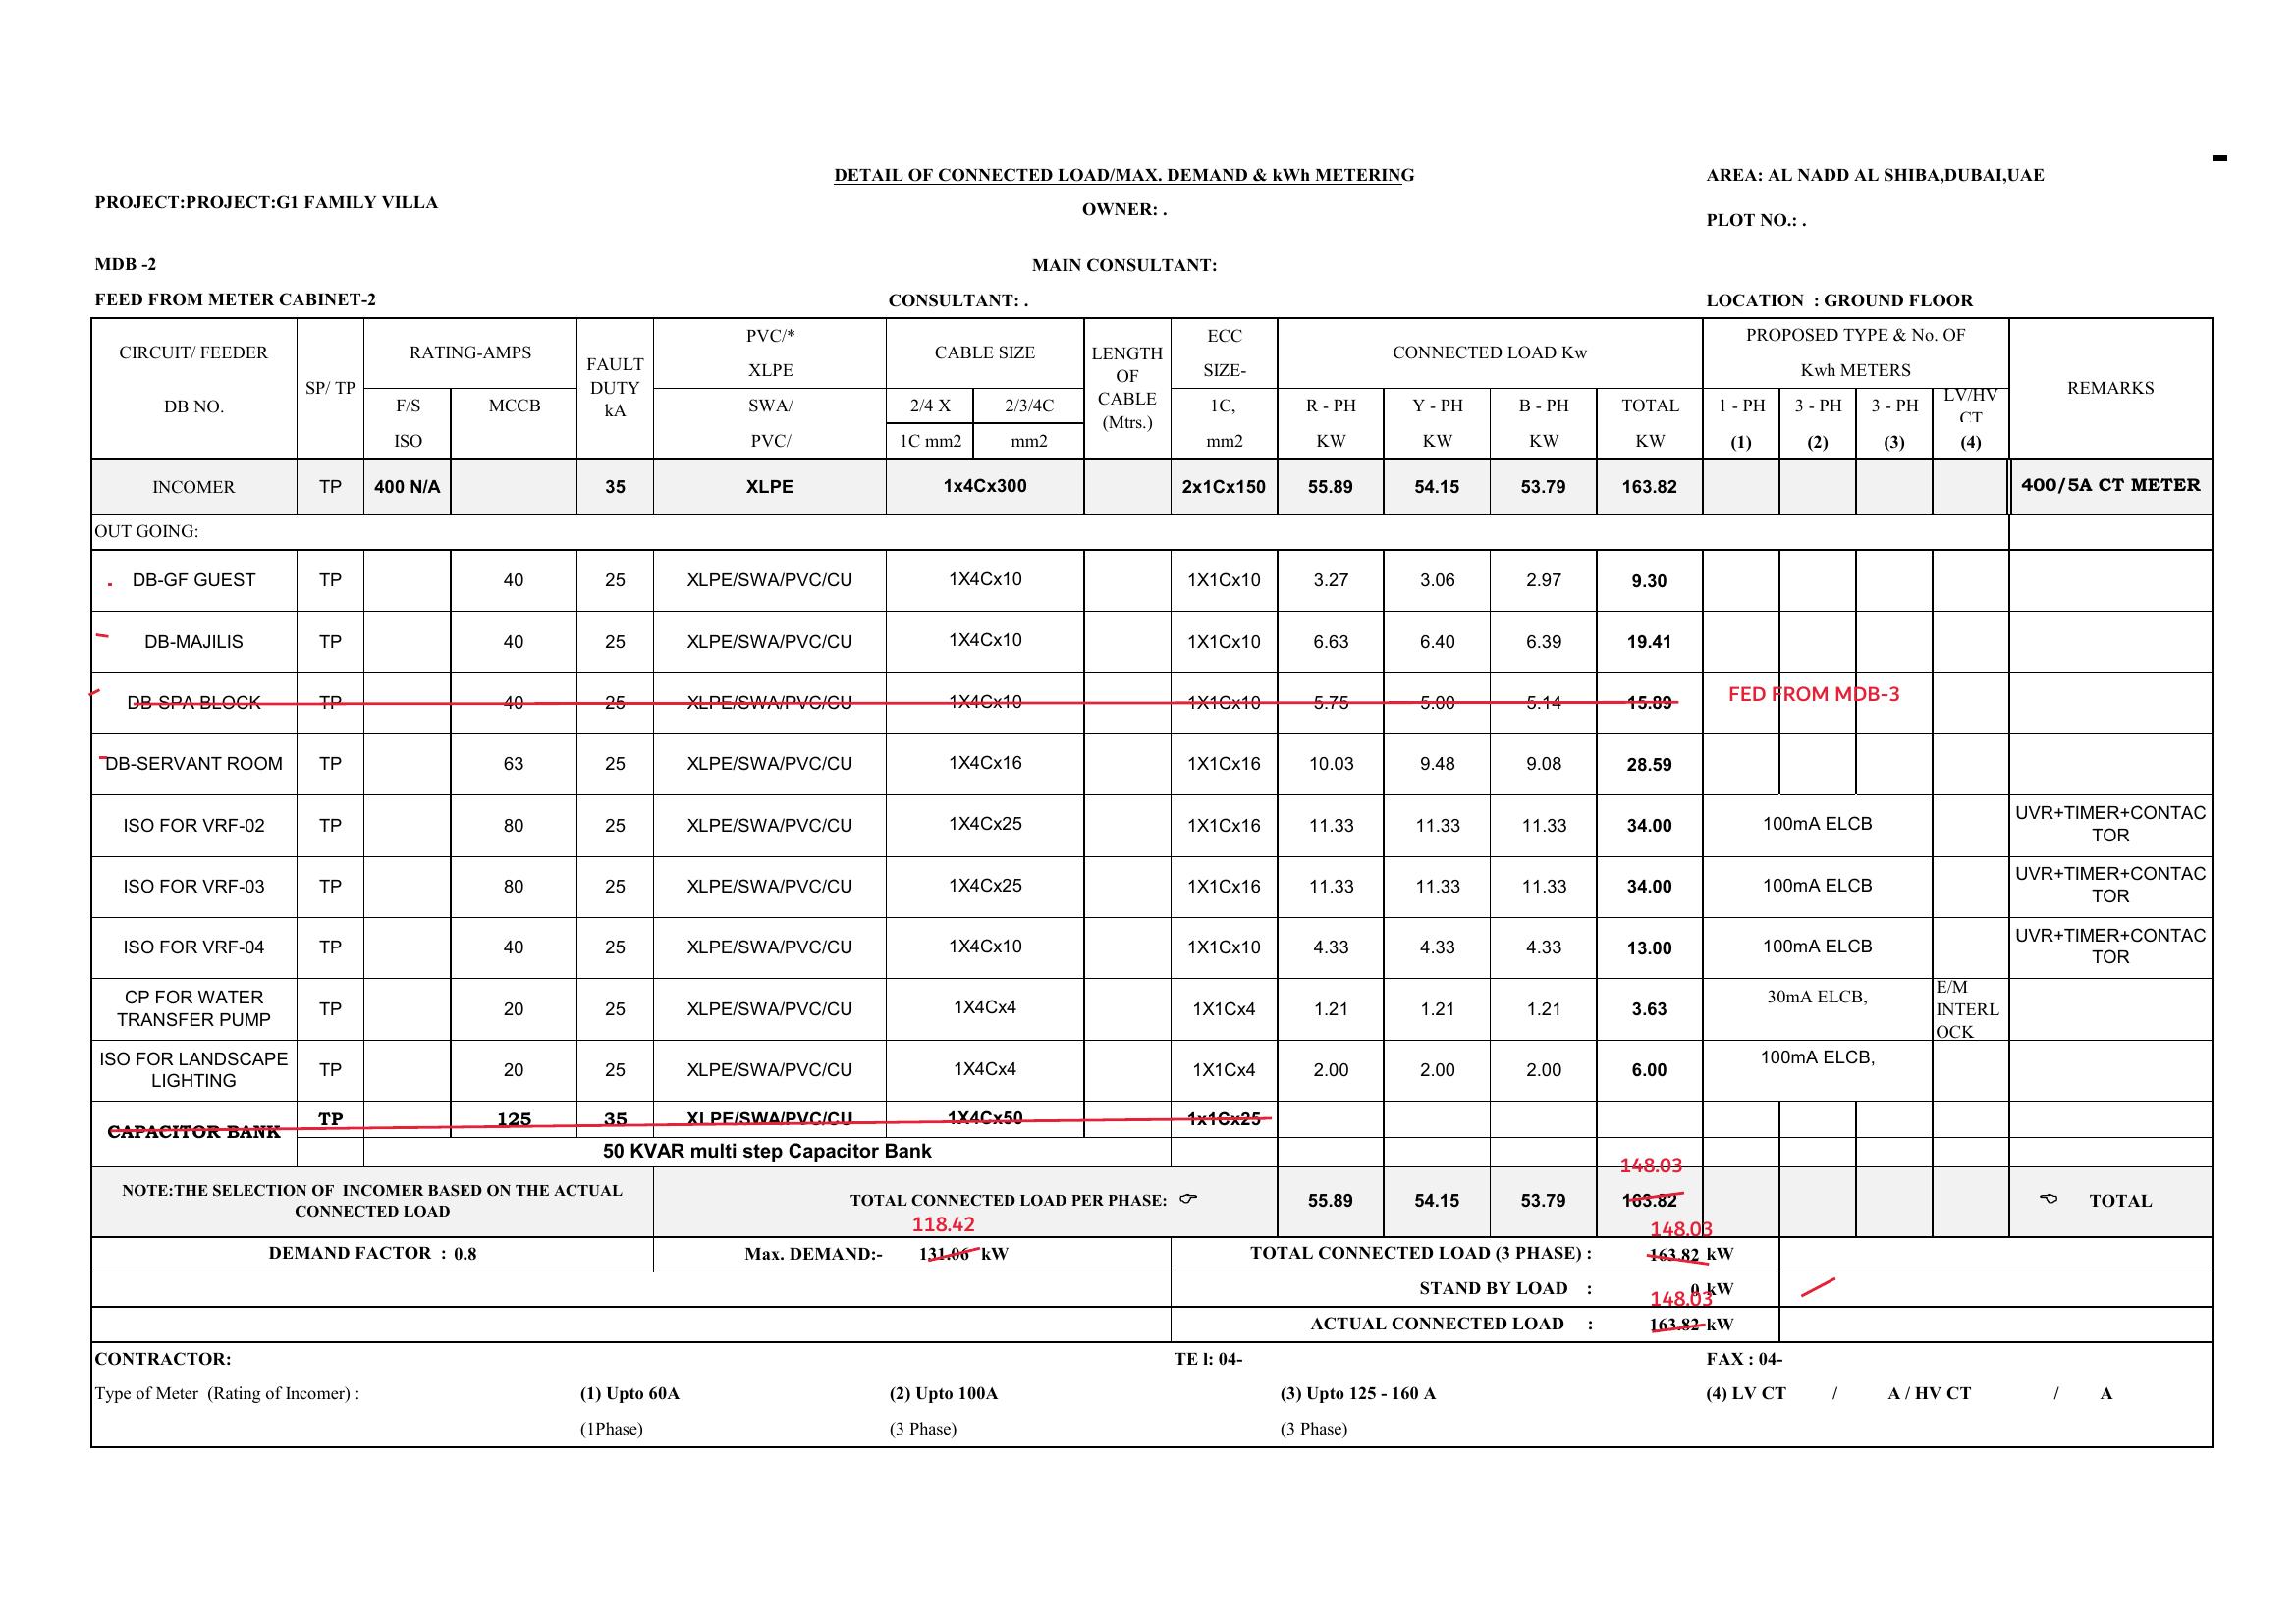 DETAIL OF CONNECTED LOAD/MAX. DEMAND & kWh METERING
AREA: AL NADD AL SHIBA,DUBAI,UAE
PROJECT:PROJECT:G1 FAMILY VILLA
OWNER: .
PLOT NO.: .
MDB -2
MAIN CONSULTANT:
FEED FROM METER CABINET-2
CONSULTANT: .
LOCATION : GROUND FLOOR
CIRCUIT/ FEEDER
DB NO.
SP/ TP
RATING-AMPS
F/S
ISO
MCCB
FAULT
DUTY
kA
PVC/*
XLPE
SWA/
PVC/
CABLE SIZE
2/4 X
1C mm2
2/3/4C
mm2
LENGTH
OF
CABLE
(Mtrs.)
ECC
SIZE-
1C,
mm2
CONNECTED LOAD Kw
R - PH
KW
Y - PH
KW
B - PH
KW
TOTAL
KW
PROPOSED TYPE & No. OF
Kwh METERS
1 - PH
(1)
3 - PH
(2)
3 - PH
(3)
LV/HV
CT
(4)
REMARKS
INCOMER TP 400 N/A 35 XLPE 1x4Cx300 2x1Cx150 55.89 54.15 53.79 163.82 400/5A CT METER
OUT GOING:
DB-GF GUEST TP 40 25 XLPE/SWA/PVC/CU 1X4Cx10 1X1Cx10 3.27 3.06 2.97 9.30
DB-MAJILIS TP 40 25 XLPE/SWA/PVC/CU 1X4Cx10 1X1Cx10 6.63 6.40 6.39 19.41
DB-SPA BLOCK TP 40 25 XLPE/SWA/PVC/CU 1X4Cx10 1X1Cx10 5.75 5.00 5.14 15.89 FED FROM MDB-3
DB-SERVANT ROOM TP 63 25 XLPE/SWA/PVC/CU 1X4Cx16 1X1Cx16 10.03 9.48 9.08 28.59
ISO FOR VRF-02 TP 80 25 XLPE/SWA/PVC/CU 1X4Cx25 1X1Cx16 11.33 11.33 11.33 34.00 100mA ELCB UVR+TIMER+CONTAC
TOR
ISO FOR VRF-03 TP 80 25 XLPE/SWA/PVC/CU 1X4Cx25 1X1Cx16 11.33 11.33 11.33 34.00 100mA ELCB UVR+TIMER+CONTAC
TOR
ISO FOR VRF-04 TP 40 25 XLPE/SWA/PVC/CU 1X4Cx10 1X1Cx10 4.33 4.33 4.33 13.00 100mA ELCB UVR+TIMER+CONTAC
TOR
CP FOR WATER
TRANSFER PUMP TP 20 25 XLPE/SWA/PVC/CU 1X4Cx4 1X1Cx4 1.21 1.21 1.21 3.63 30mA ELCB,
E/M
INTERL
OCK
ISO FOR LANDSCAPE
LIGHTING TP 20 25 XLPE/SWA/PVC/CU 1X4Cx4 1X1Cx4 2.00 2.00 2.00 6.00 100mA ELCB,
CAPACITOR BANK TP 125 35 XLPE/SWA/PVC/CU 1X4Cx50 1x1Cx25
50 KVAR multi step Capacitor Bank
148.03
NOTE:THE SELECTION OF INCOMER BASED ON THE ACTUAL
CONNECTED LOAD
TOTAL CONNECTED LOAD PER PHASE: 55.89 54.15 53.79 163.82 TOTAL
118.42
148.03
DEMAND FACTOR : 0.8 Max. DEMAND:- 131.06 kW TOTAL CONNECTED LOAD (3 PHASE) : 163.82 kW
STAND BY LOAD : 0 kW
148.03
ACTUAL CONNECTED LOAD : 163.82 kW
CONTRACTOR: TE l: 04- FAX : 04-
Type of Meter (Rating of Incomer) : (1) Upto 60A (2) Upto 100A (3) Upto 125 - 160 A (4) LV CT / A / HV CT / A
(1Phase) (3 Phase) (3 Phase)